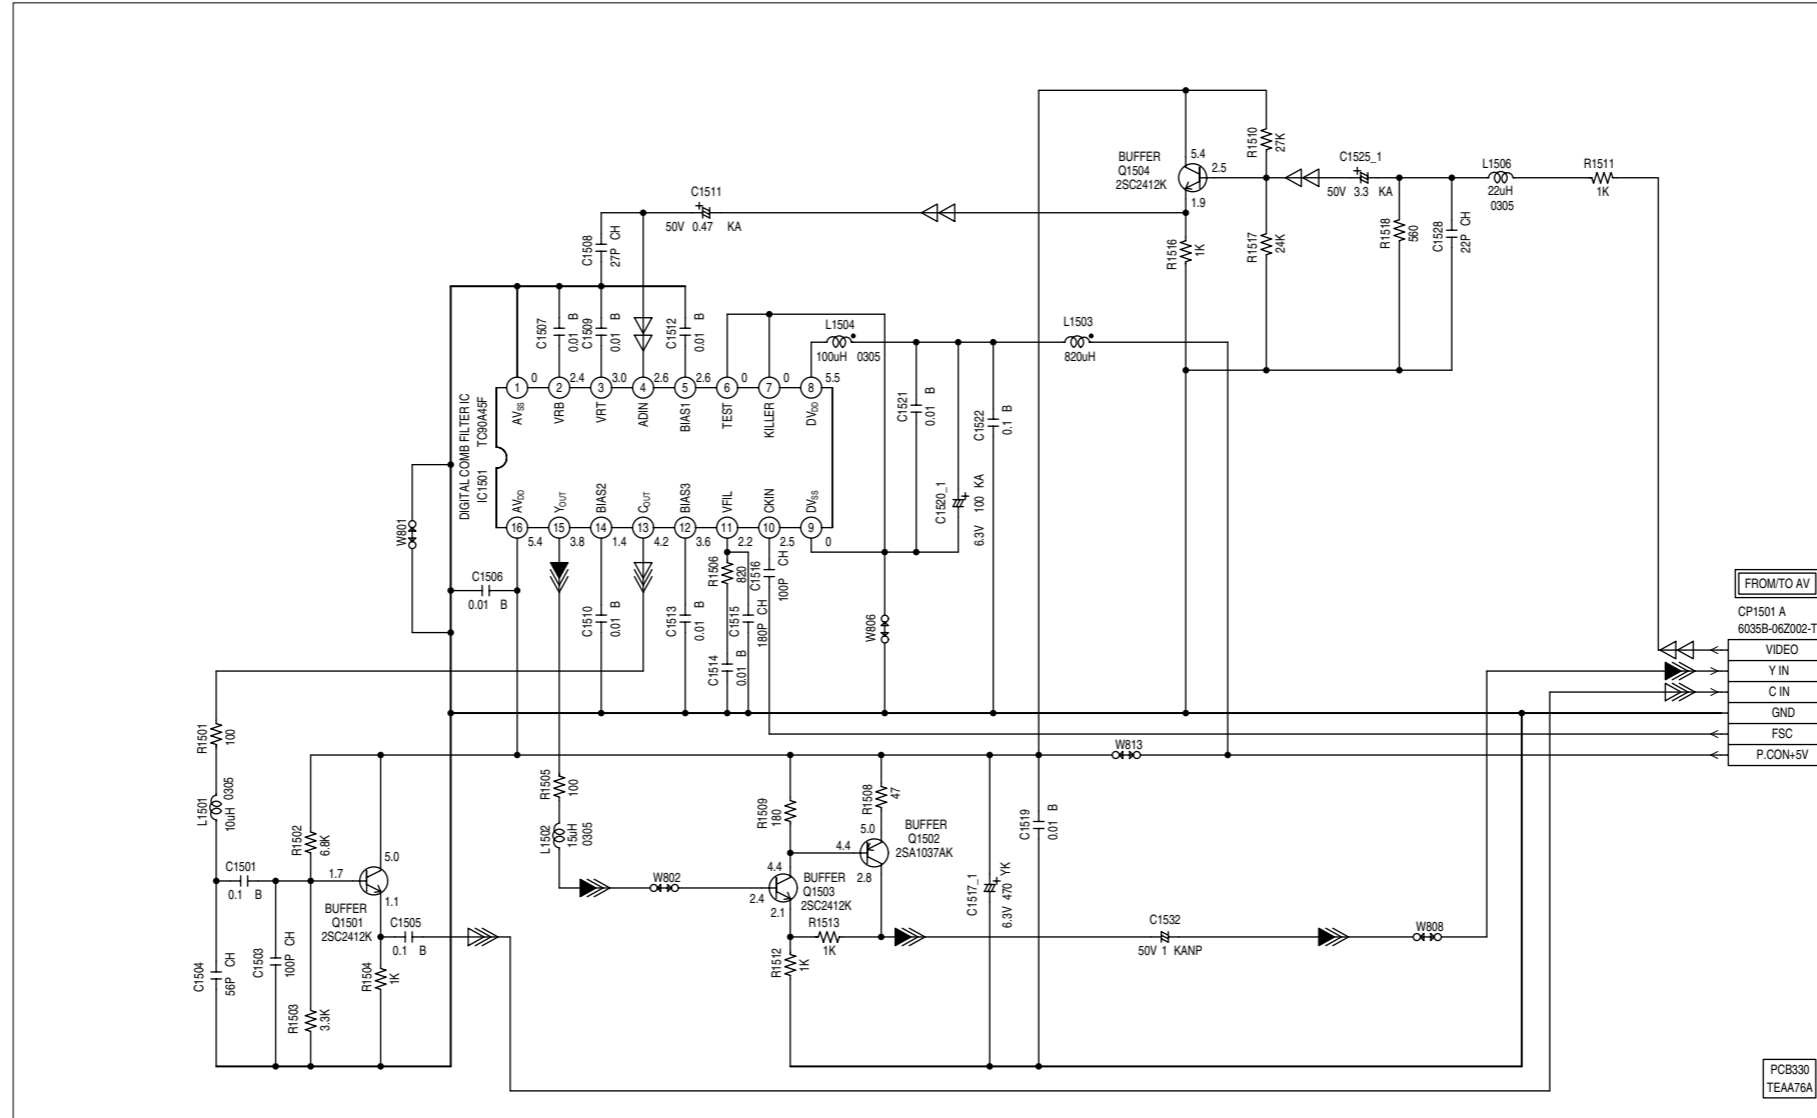 BUFFER
Q1504
2SC2412K
5.4
2.5
1.9
R1510
27K
C1525_1
50V 3.3 KA
L1506
22uH
0305
R1511
1K
C1511
50V 0.47 KA
C1508
27P CH
R1516
1K
R1517
24K
R1518
560
C1528
22P CH
C1507
0.01 B
C1509
0.01 B
C1512
0.01 B
L1504
100uH 0305
L1503
820uH
DIGITAL COMB FILTER IC
IC1501
TC90A45F
1 0
2 2.4
3 3.0
4 2.6
5 2.6
6 0
7 0
8 5.5
AVSS
VRB
VRT
ADIN
BIAS1
TEST
KILLER
DVDD
AVDD
YOUT
BIAS2
COUT
BIAS3
VFIL
CKIN
DVSS
16 5.4
15 3.8
14 1.4
13 4.2
12 3.6
11 2.2
10 2.5
9 0
C1521
0.01 B
C1522
0.1 B
C1520_1
6.3V 100 KA
W801
C1506
0.01 B
C1510
0.01 B
C1513
0.01 B
R1506
820
C1514
0.01 B
C1515
180P CH
C1516
100P CH
W806
FROM/TO AV
CP1501 A
6035B-06Z002-T
VIDEO
Y IN
C IN
GND
FSC
P.CON+5V
W813
R1501
100
L1501
10uH 0305
R1502
6.8K
C1501
0.1 B
1.7
5.0
1.1
BUFFER
Q1501
2SC2412K
C1505
0.1 B
C1504
56P CH
C1503
100P CH
R1503
3.3K
R1504
1K
R1505
100
L1502
15uH
0305
W802
R1509
180
R1508
47
5.0
4.4
2.8
BUFFER
Q1502
2SA1037AK
4.4
2.4
2.1
BUFFER
Q1503
2SC2412K
R1513
1K
R1512
1K
C1517_1
6.3V 470 YK
C1519
0.01 B
C1532
50V 1 KANP
W808
PCB330
TEAA76A